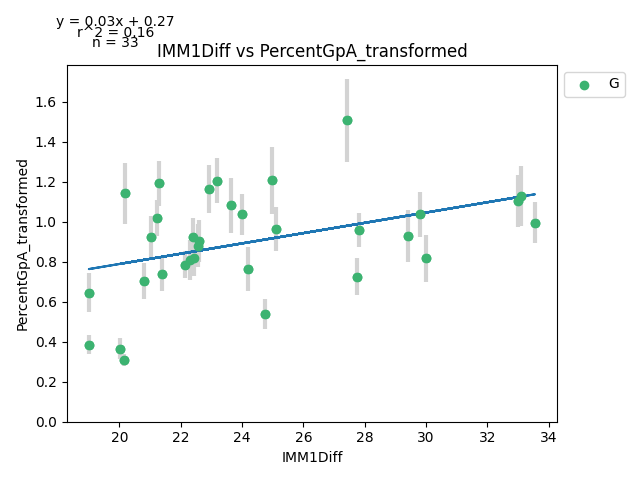 y = 0.03x + 0.27
r^2 = 0.16
n = 33
IMM1Diff vs PercentGpA_transformed
G
PercentGpA_transformed
1.6
1.4
1.2
1.0
0.8
0.6
0.4
0.2
0.0
20 22 24 26 28 30 32 34
IMM1Diff